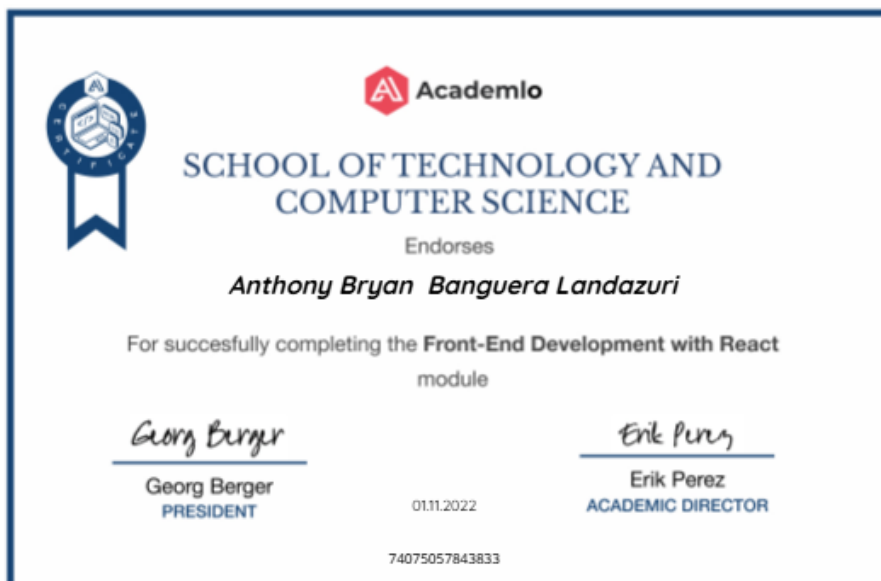 CERTIFICATE
Academlo
SCHOOL OF TECHNOLOGY AND
COMPUTER SCIENCE
Endorses
Anthony Bryan Banguera Landazuri
For succesfully completing the Front-End Development with React
module
Georg Berger
Erik Perez
Georg Berger
PRESIDENT
Erik Perez
ACADEMIC DIRECTOR
01.11.2022
74075057843833